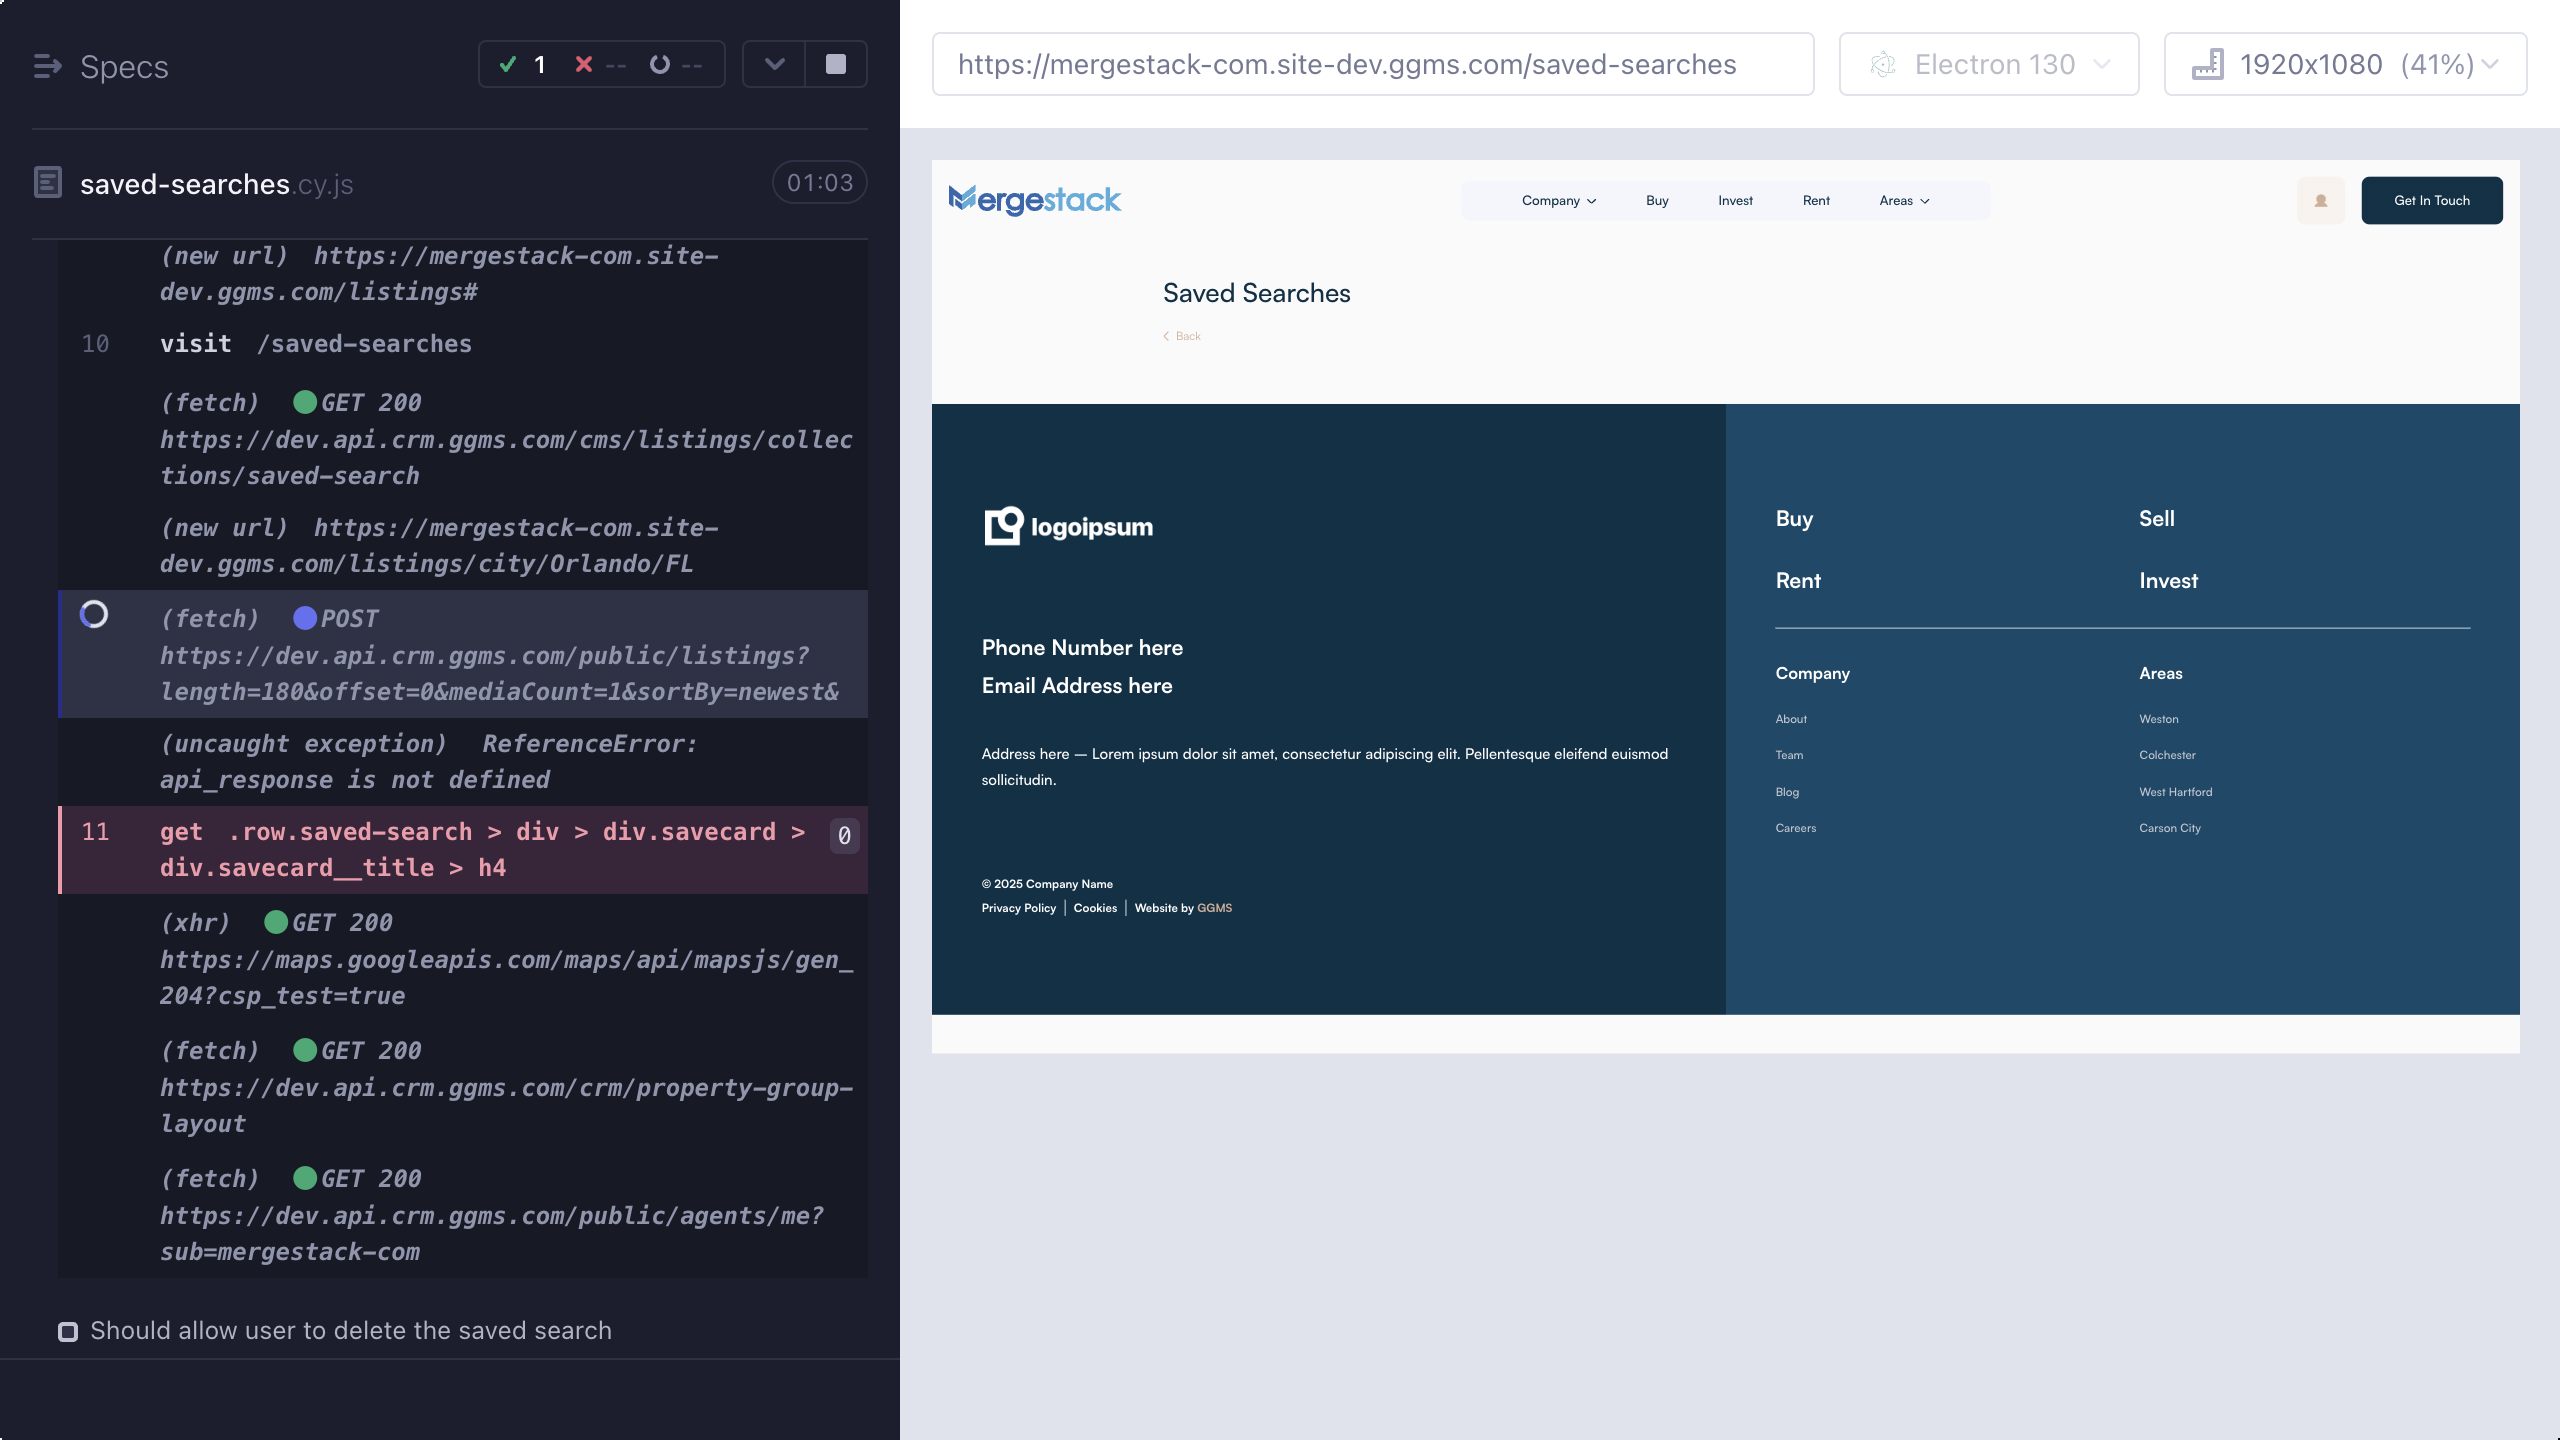 Specs
1 -- --
saved-searches.cy.js
01:03
(new url) https://mergestack-com.site-
dev.ggms.com/listings#
10 visit /saved-searches
(fetch) GET 200
https://dev.api.crm.ggms.com/cms/listings/collec
tions/saved-search
(new url) https://mergestack-com.site-
dev.ggms.com/listings/city/Orlando/FL
(fetch) POST
https://dev.api.crm.ggms.com/public/listings?
length=180&offset=0&mediaCount=1&sortBy=newest&
(uncaught exception) ReferenceError:
api_response is not defined
11 get .row.saved-search > div > div.savecard > 0
div.savecard__title > h4
(xhr) GET 200
https://maps.googleapis.com/maps/api/mapsjs/gen_
204?csp_test=true
(fetch) GET 200
https://dev.api.crm.ggms.com/crm/property-group-
layout
(fetch) GET 200
https://dev.api.crm.ggms.com/public/agents/me?
sub=mergestack-com
Should allow user to delete the saved search
https://mergestack-com.site-dev.ggms.com/saved-searches
Electron 130
1920x1080 (41%)
Mergestack
Company Buy Invest Rent Areas
Get In Touch
Saved Searches
Back
logoipsum
Phone Number here
Email Address here
Address here — Lorem ipsum dolor sit amet, consectetur adipiscing elit. Pellentesque eleifend euismod
sollicitudin.
© 2025 Company Name
Privacy Policy | Cookies | Website by GGMS
Buy
Sell
Rent
Invest
Company
About
Team
Blog
Careers
Areas
Weston
Colchester
West Hartford
Carson City